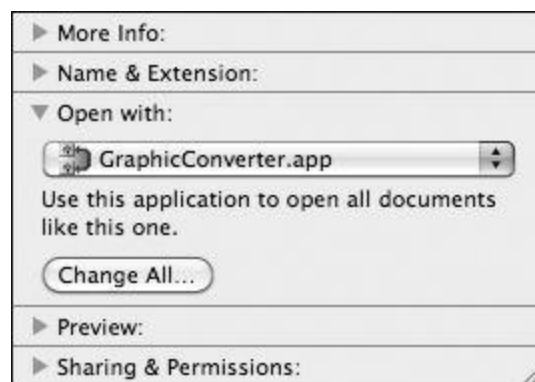 More Info:
Name & Extension:
Open with:
GraphicConverter.app
Use this application to open all documents
like this one.
Change All...
Preview:
Sharing & Permissions: